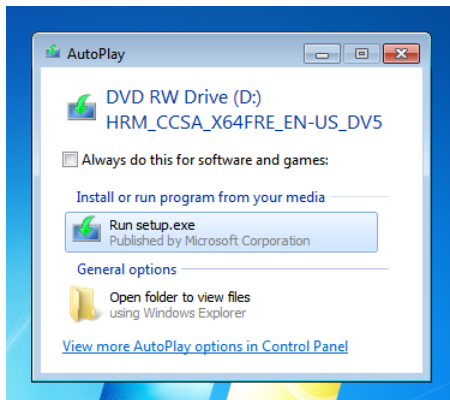 AutoPlay
DVD RW Drive (D:)
HRM_CCSA_X64FRE_EN-US_DV5
Always do this for software and games:
Install or run program from your media
Run setup.exe
Published by Microsoft Corporation
General options
Open folder to view files
using Windows Explorer
View more AutoPlay options in Control Panel